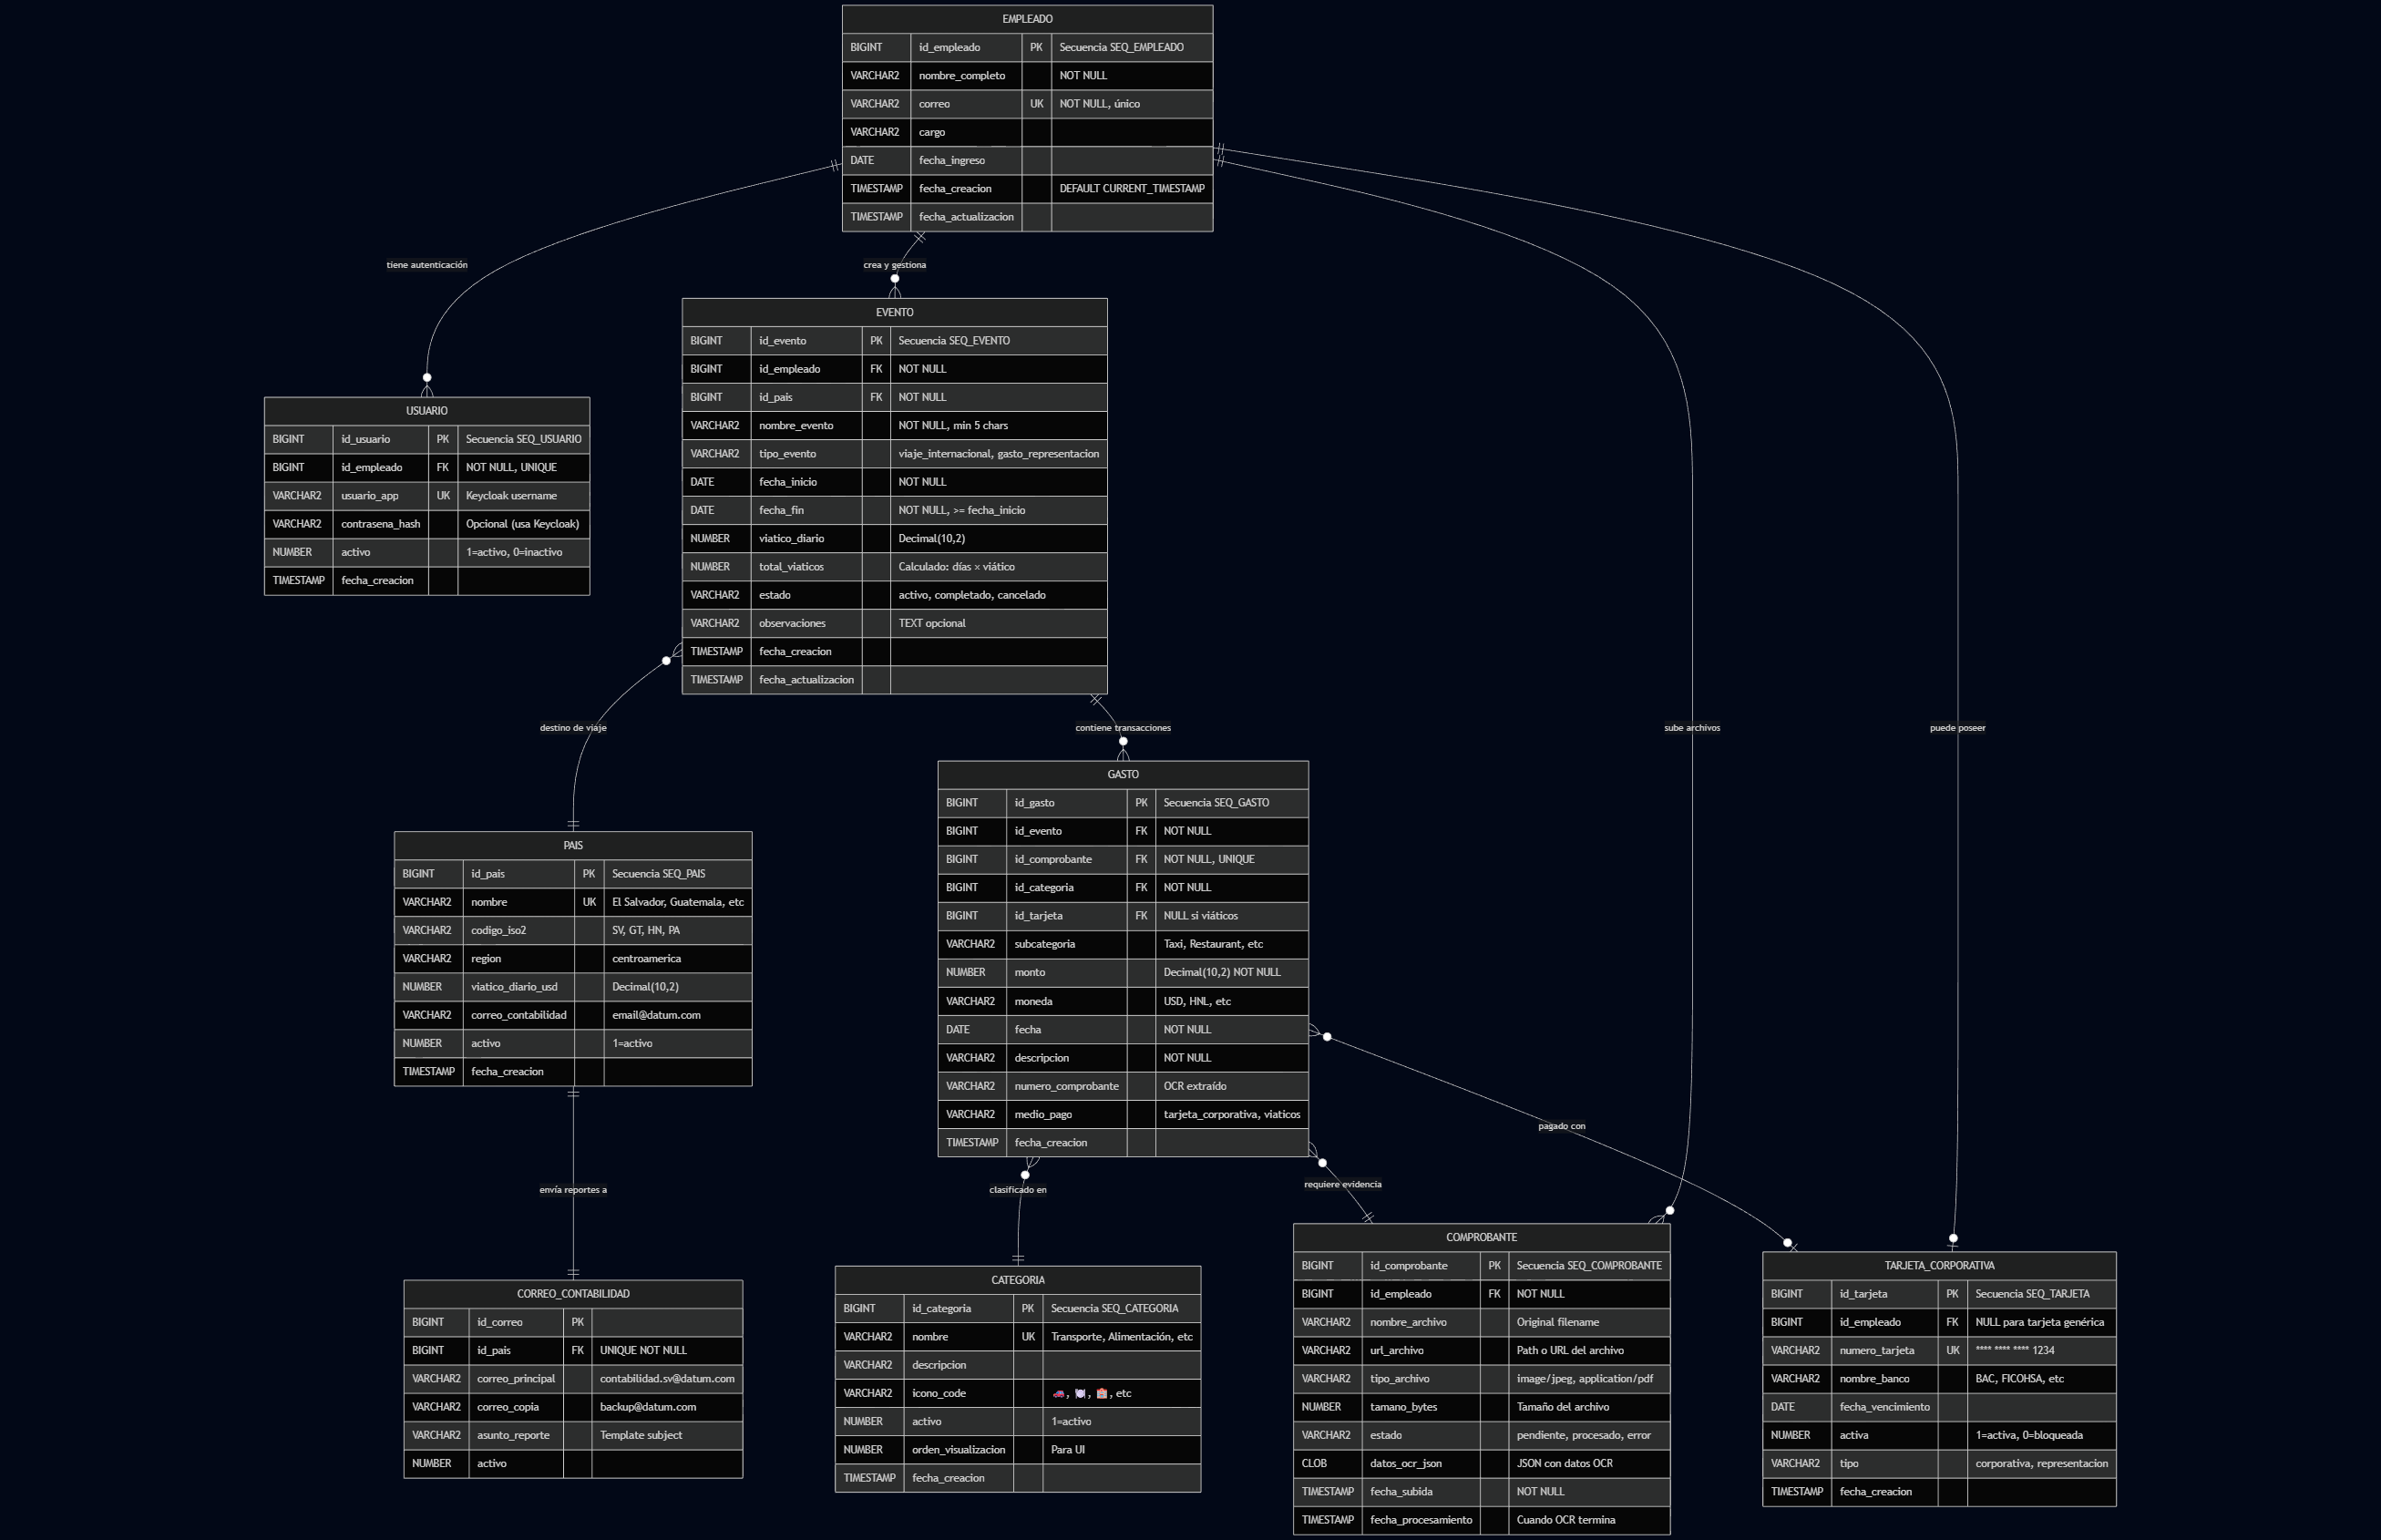 EMPLEADO
BIGINT id_empleado PK Secuencia SEQ_EMPLEADO
VARCHAR2 nombre_completo NOT NULL
VARCHAR2 correo UK NOT NULL, único
VARCHAR2 cargo
DATE fecha_ingreso
TIMESTAMP fecha_creacion DEFAULT CURRENT_TIMESTAMP
TIMESTAMP fecha_actualizacion
tiene autenticación
crea y gestiona
EVENTO
BIGINT id_evento PK Secuencia SEQ_EVENTO
BIGINT id_empleado FK NOT NULL
BIGINT id_pais FK NOT NULL
VARCHAR2 nombre_evento NOT NULL, min 5 chars
VARCHAR2 tipo_evento viaje_internacional, gasto_representacion
DATE fecha_inicio NOT NULL
DATE fecha_fin NOT NULL, >= fecha_inicio
NUMBER viatico_diario Decimal(10,2)
NUMBER total_viaticos Calculado: días × viático
VARCHAR2 estado activo, completado, cancelado
VARCHAR2 observaciones TEXT opcional
TIMESTAMP fecha_creacion
TIMESTAMP fecha_actualizacion
USUARIO
BIGINT id_usuario PK Secuencia SEQ_USUARIO
BIGINT id_empleado FK NOT NULL, UNIQUE
VARCHAR2 usuario_app UK Keycloak username
VARCHAR2 contrasena_hash Opcional (usa Keycloak)
NUMBER activo 1=activo, 0=inactivo
TIMESTAMP fecha_creacion
destino de viaje
contiene transacciones
sube archivos
puede poseer
GASTO
BIGINT id_gasto PK Secuencia SEQ_GASTO
BIGINT id_evento FK NOT NULL
BIGINT id_comprobante FK NOT NULL, UNIQUE
BIGINT id_categoria FK NOT NULL
BIGINT id_tarjeta FK NULL si viáticos
VARCHAR2 subcategoria Taxi, Restaurant, etc
NUMBER monto Decimal(10,2) NOT NULL
VARCHAR2 moneda USD, HNL, etc
DATE fecha NOT NULL
VARCHAR2 descripcion NOT NULL
VARCHAR2 numero_comprobante OCR extraído
VARCHAR2 medio_pago tarjeta_corporativa, viaticos
TIMESTAMP fecha_creacion
PAIS
BIGINT id_pais PK Secuencia SEQ_PAIS
VARCHAR2 nombre UK El Salvador, Guatemala, etc
VARCHAR2 codigo_iso2 SV, GT, HN, PA
VARCHAR2 region centroamerica
NUMBER viatico_diario_usd Decimal(10,2)
VARCHAR2 correo_contabilidad email@datum.com
NUMBER activo 1=activo
TIMESTAMP fecha_creacion
pagado con
envía reportes a
clasificado en
requiere evidencia
CORREO_CONTABILIDAD
BIGINT id_correo PK
BIGINT id_pais FK UNIQUE NOT NULL
VARCHAR2 correo_principal contabilidad.sv@datum.com
VARCHAR2 correo_copia backup@datum.com
VARCHAR2 asunto_reporte Template subject
NUMBER activo
CATEGORIA
BIGINT id_categoria PK Secuencia SEQ_CATEGORIA
VARCHAR2 nombre UK Transporte, Alimentación, etc
VARCHAR2 descripcion
VARCHAR2 icono_code 🚗, 🍽️, 🏨, etc
NUMBER activo 1=activo
NUMBER orden_visualizacion Para UI
TIMESTAMP fecha_creacion
COMPROBANTE
BIGINT id_comprobante PK Secuencia SEQ_COMPROBANTE
BIGINT id_empleado FK NOT NULL
VARCHAR2 nombre_archivo Original filename
VARCHAR2 url_archivo Path o URL del archivo
VARCHAR2 tipo_archivo image/jpeg, application/pdf
NUMBER tamano_bytes Tamaño del archivo
VARCHAR2 estado pendiente, procesado, error
CLOB datos_ocr_json JSON con datos OCR
TIMESTAMP fecha_subida NOT NULL
TIMESTAMP fecha_procesamiento Cuando OCR termina
TARJETA_CORPORATIVA
BIGINT id_tarjeta PK Secuencia SEQ_TARJETA
BIGINT id_empleado FK NULL para tarjeta genérica
VARCHAR2 numero_tarjeta UK **** **** **** 1234
VARCHAR2 nombre_banco BAC, FICOHSA, etc
DATE fecha_vencimiento
NUMBER activa 1=activa, 0=bloqueada
VARCHAR2 tipo corporativa, representacion
TIMESTAMP fecha_creacion